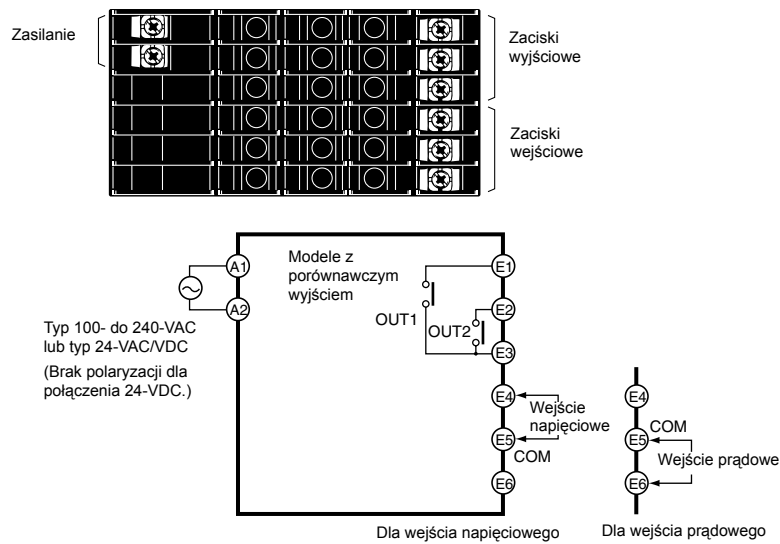 Zasilanie
Zaciski
wyjściowe
Zaciski
wejściowe
A1
A2
Modele z
porównawczym
wyjściem
E1
E2
OUT1
OUT2
E3
Typ 100- do 240-VAC
lub typ 24-VAC/VDC
(Brak polaryzacji dla
połączenia 24-VDC.)
E4
Wejście
napięciowe
E5
COM
E6
E4
COM
E5
Wejście prądowe
E6
Dla wejścia napięciowego
Dla wejścia prądowego